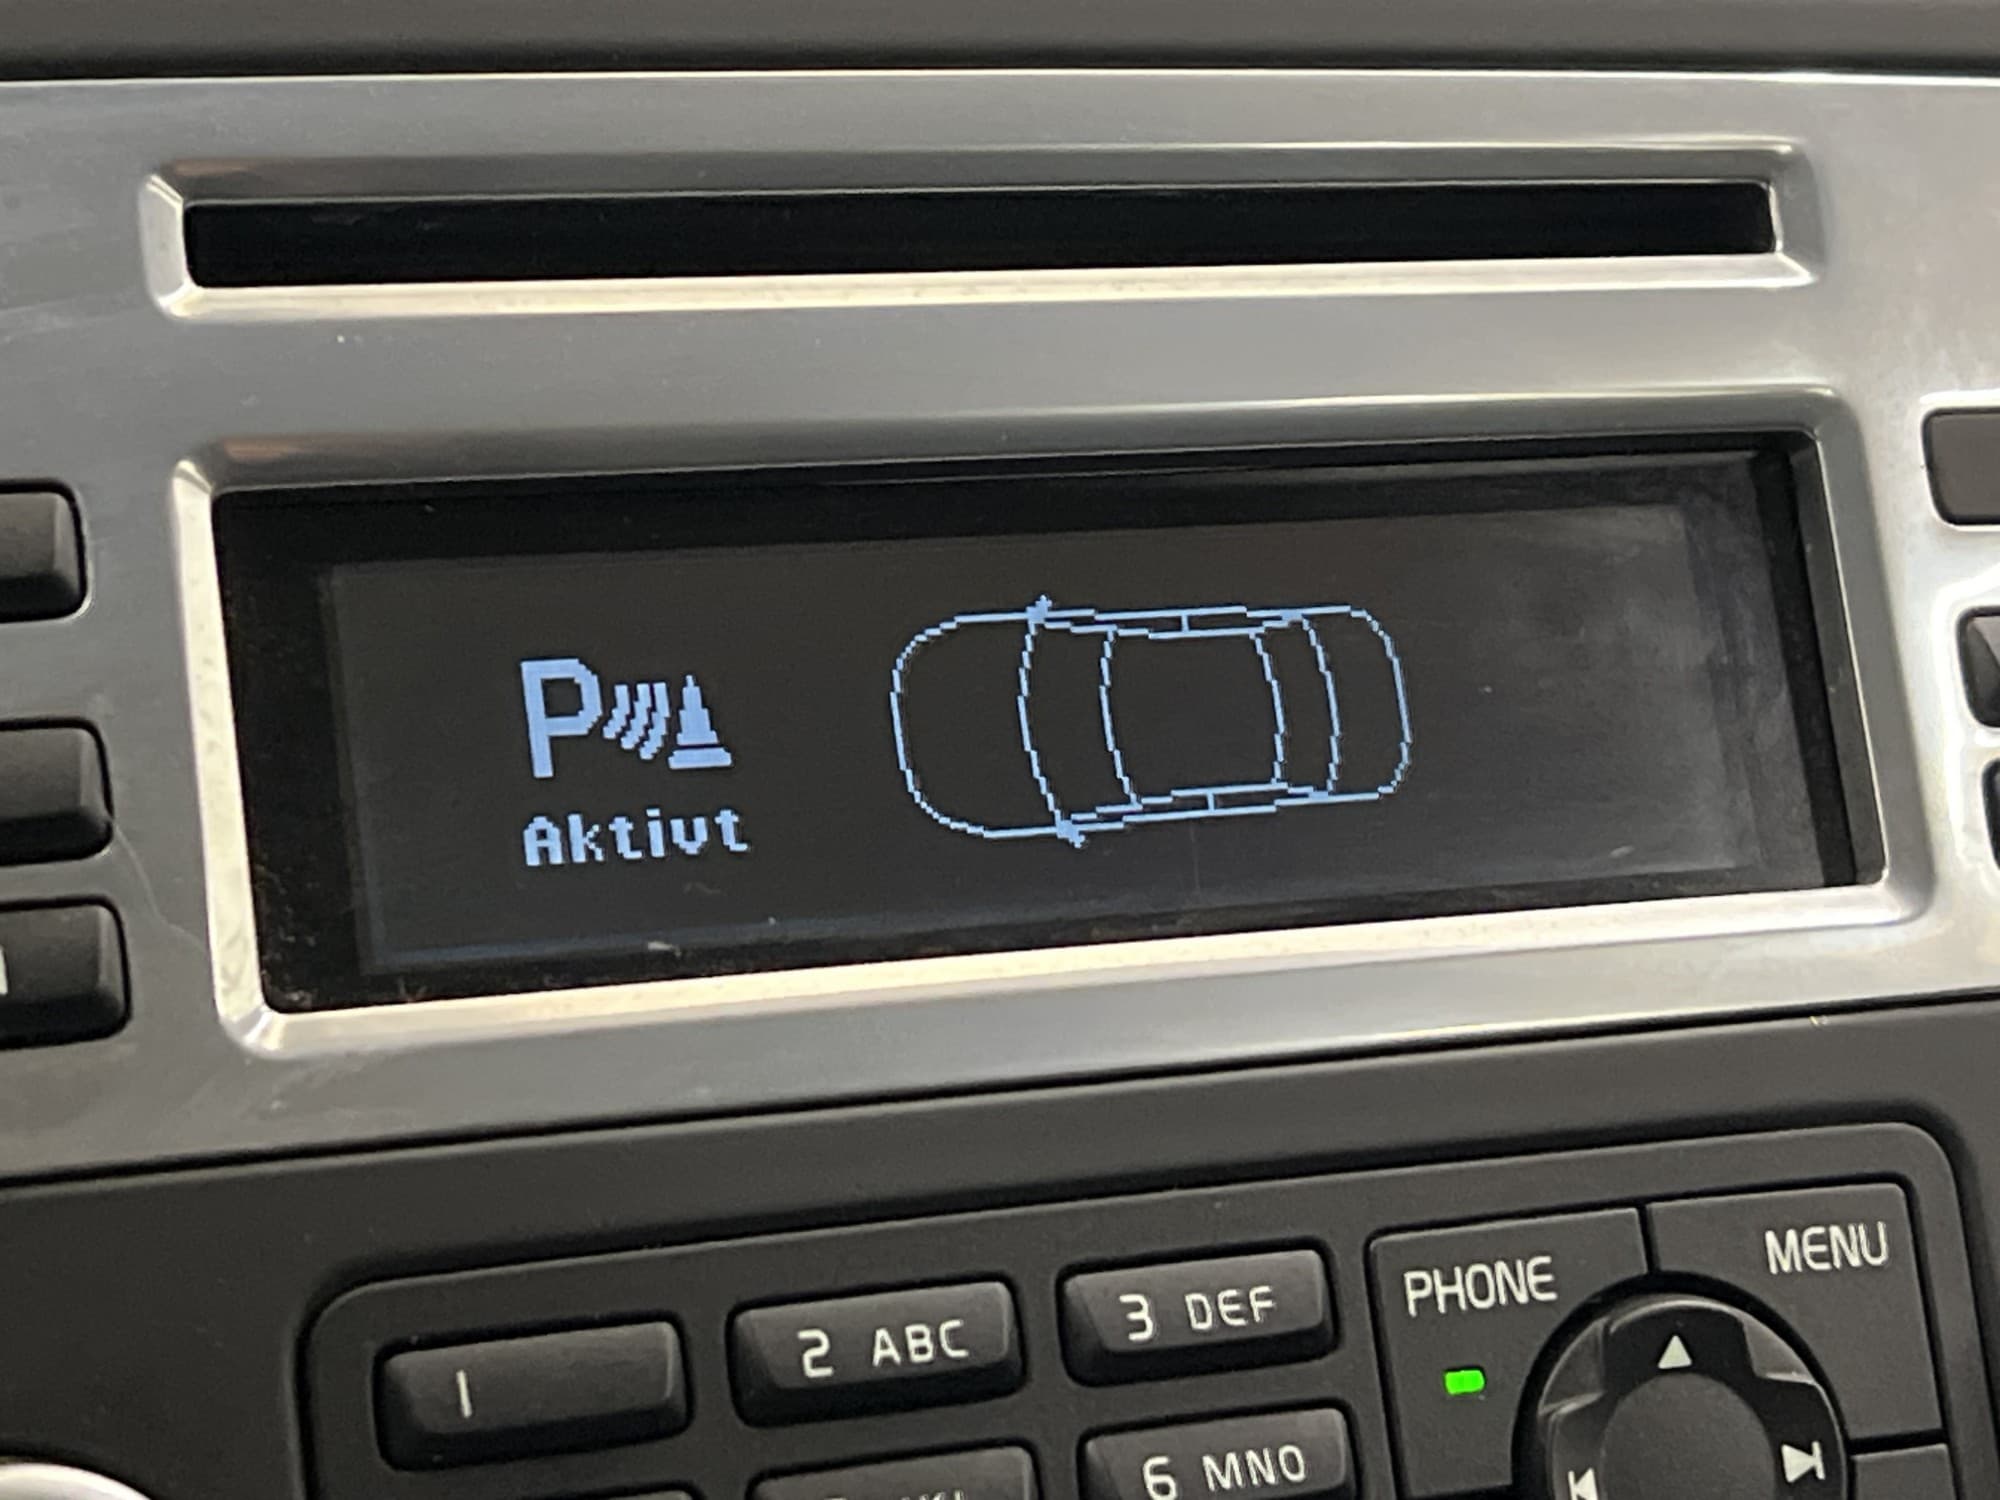 P
Aktivt
PHONE
MENU
1
2 ABC
3 DEF
6 MNO